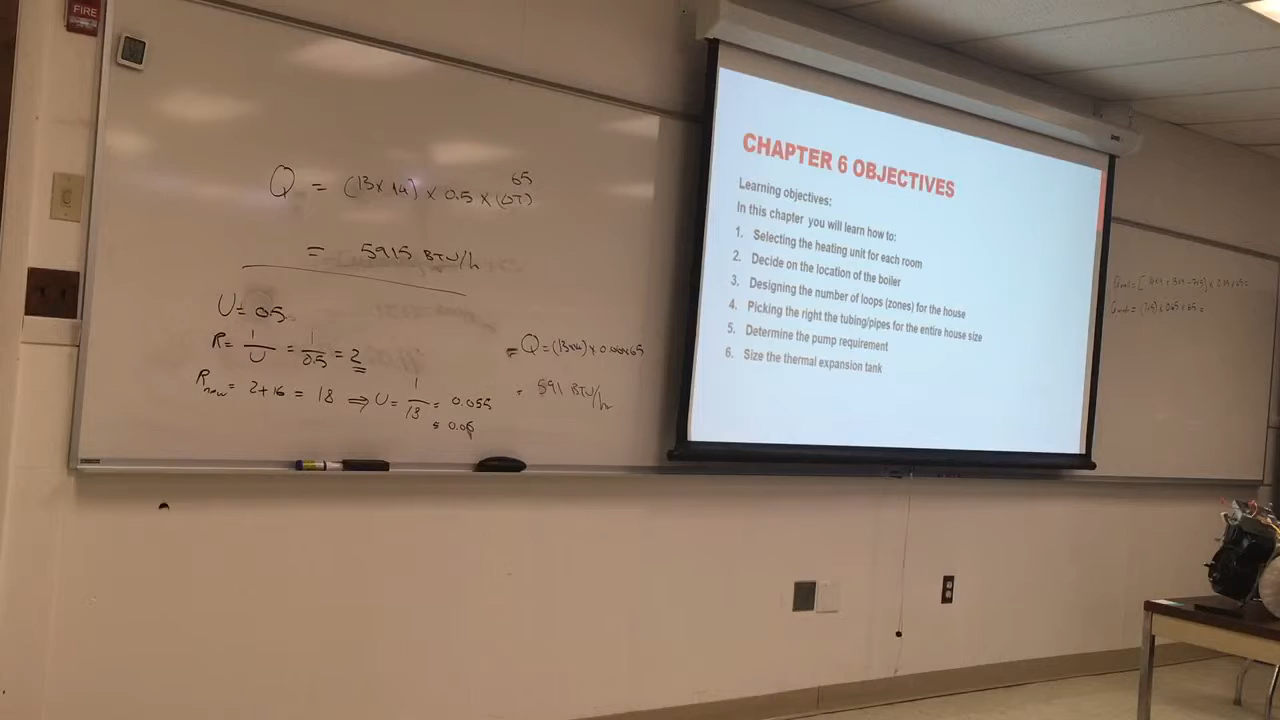 FIRE
Q = (13 x 14) x 0.5 x (ΔT) 65
= 5915 BTU/h
U = 0.5
R = 1/U = 1/0.5 = 2
R new = 2+16 = 18 ⇒ U = 1/18 = 0.055
≈ 0.06
= 591 BTU/hr
CHAPTER 6 OBJECTIVES
Learning objectives:
In this chapter you will learn how to:
1. Selecting the heating unit for each room
2. Decide on the location of the boiler
3. Designing the number of loops (zones) for the house
4. Picking the right the tubing/pipes for the entire house size
5. Determine the pump requirement
6. Size the thermal expansion tank